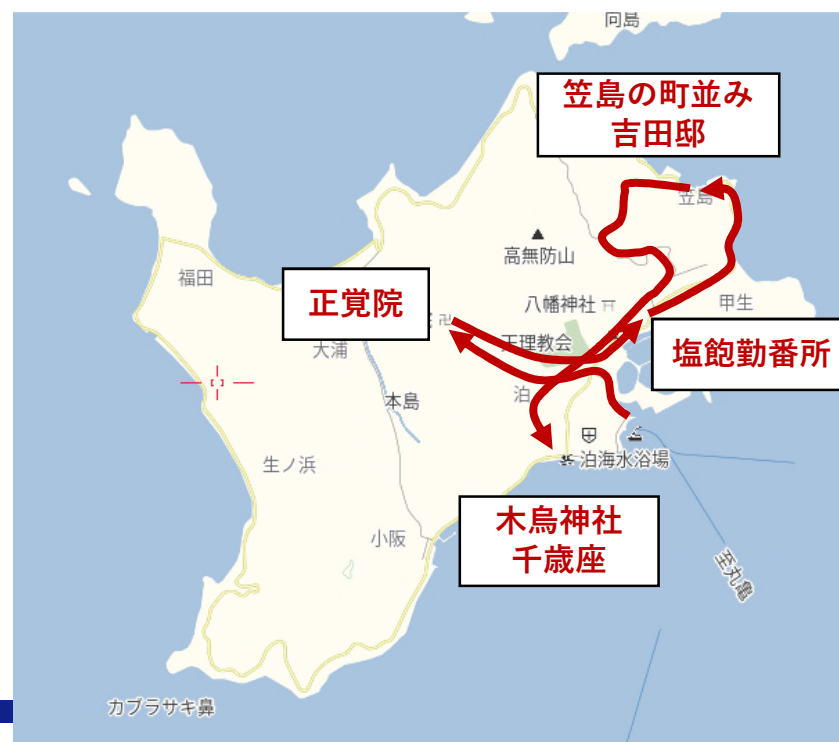 向島
笠島の町並み
吉田邸
笠島
高無防山
福田
八幡神社
甲生
正覚院
大浦
天理教会
塩飽勤番所
本島
泊
生ノ浜
泊海水浴場
木烏神社
千歳座
小阪
至丸亀
カブラサキ鼻